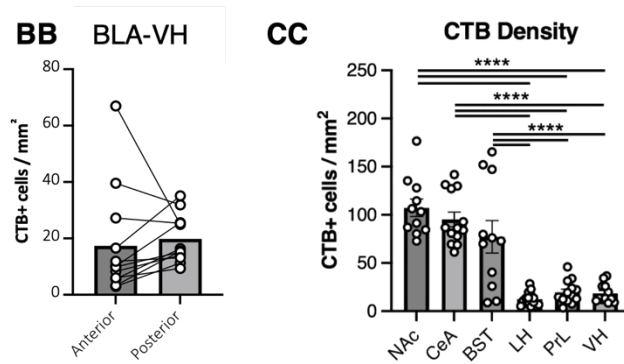 BB BLA-VH
CTB+ cells / mm²
80
60
40
20
0
Anterior Posterior
CC CTB Density
CTB+ cells / mm²
250
200
150
100
50
0
****
****
****
NAc CeA BST LH PrL VH